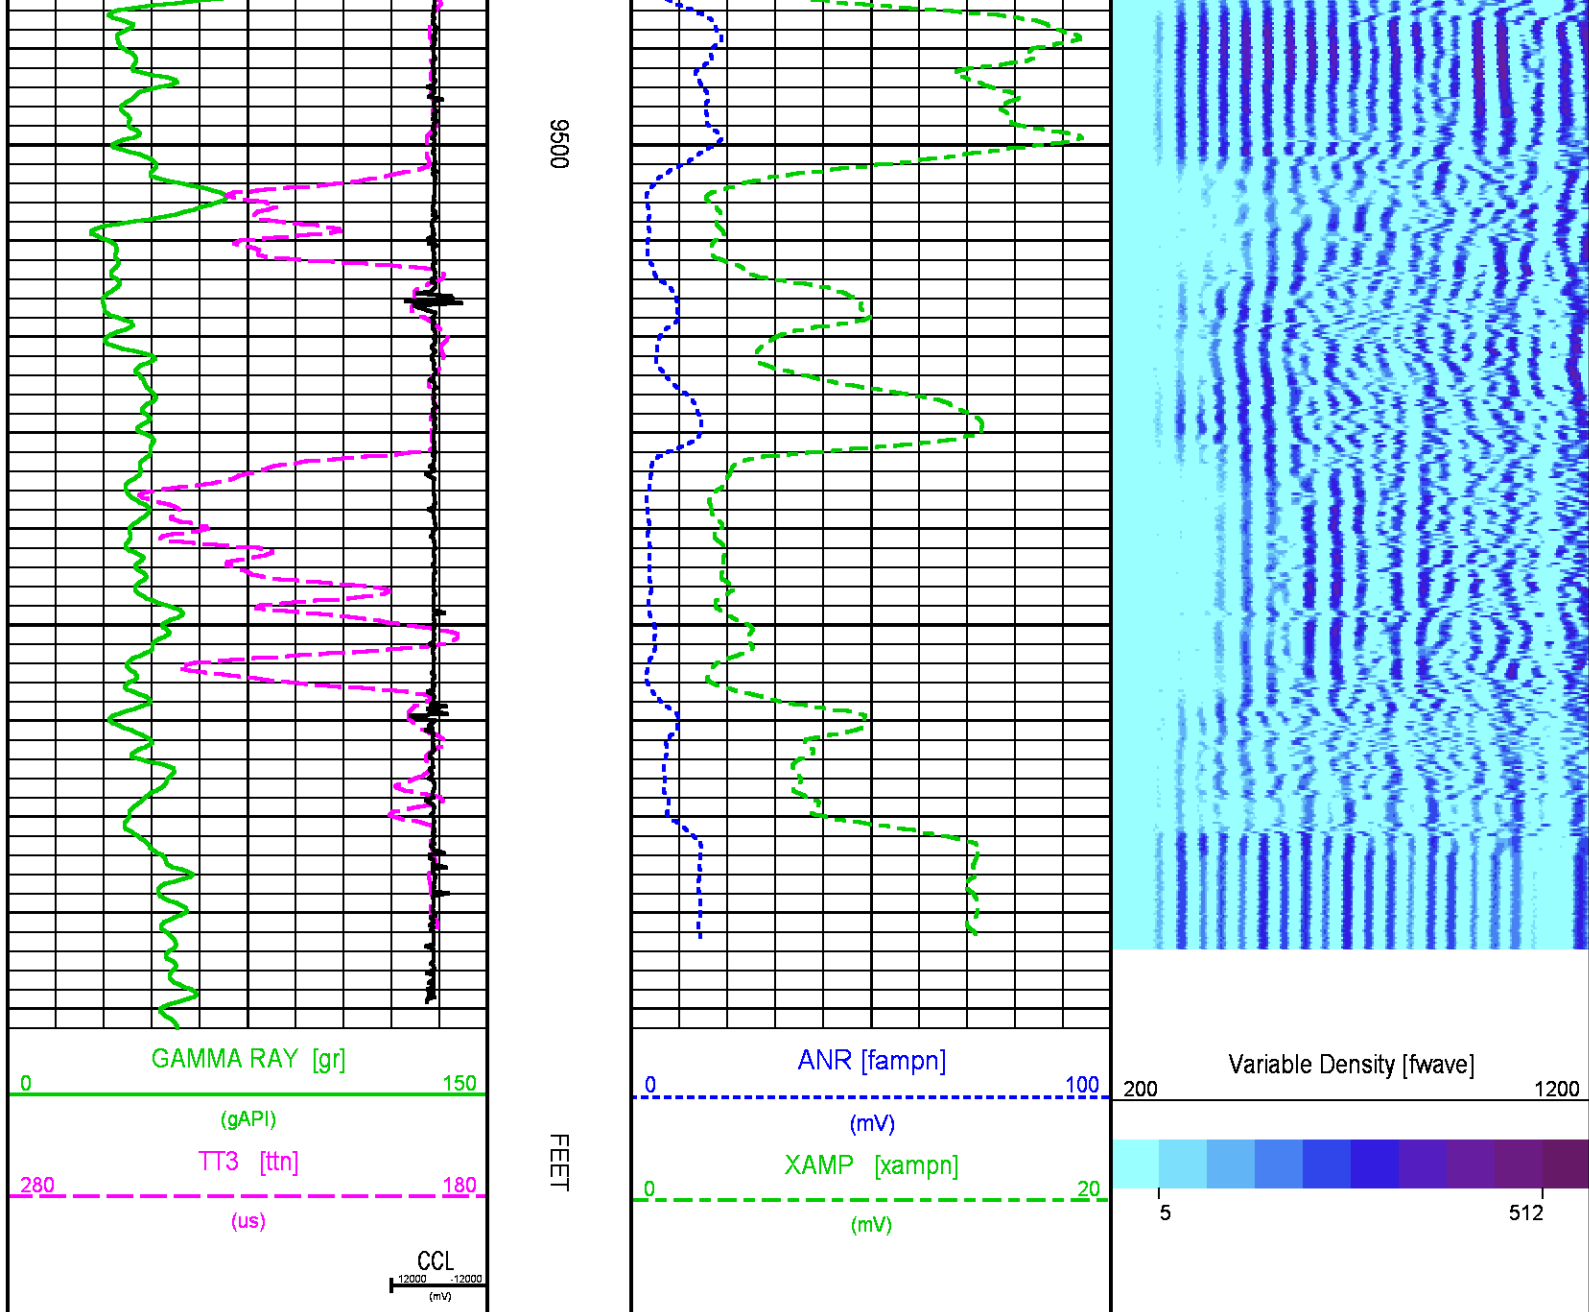 9500
FEET
GAMMA RAY [gr]
0 150
(gAPI)
TT3 [ttn]
280 180
(us)
CCL
12000 -12000
(mV)
ANR [fampn]
0 100
(mV)
XAMP [xampn]
0 20
(mV)
Variable Density [fwave]
200 1200
5 512